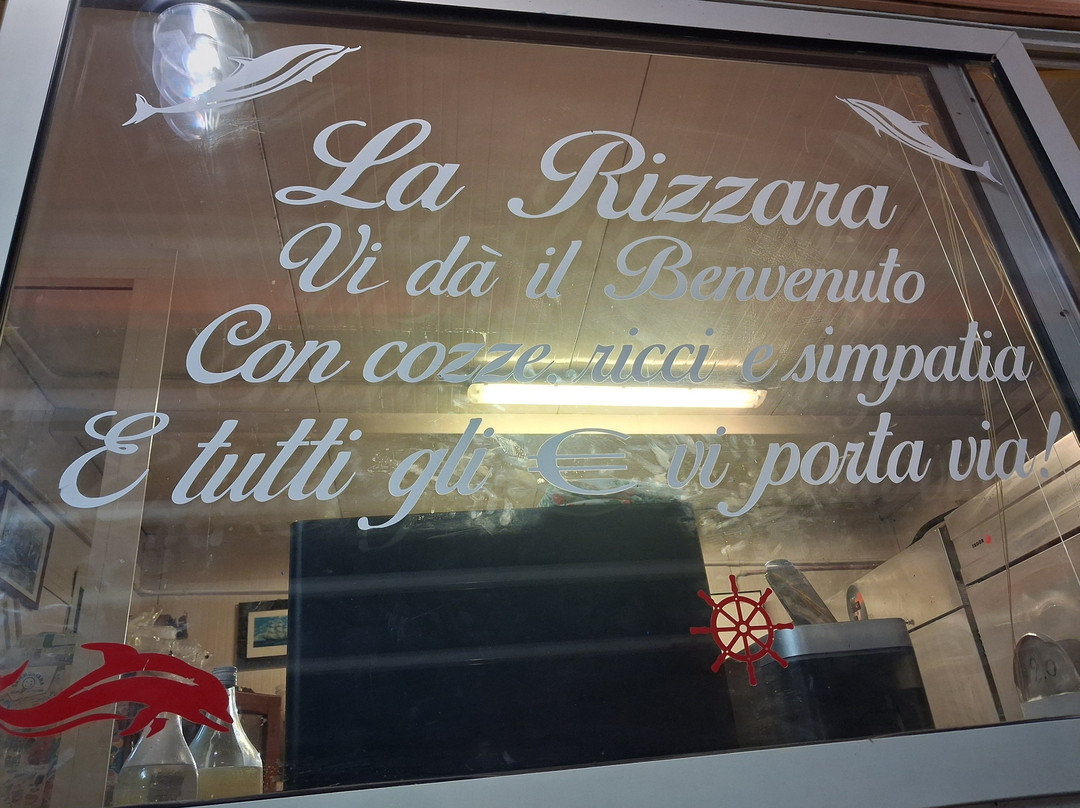 La Rizzara
Vi dà il Benvenuto
Con cozze..ricci e simpatia
E tutti gli € vi porta via!